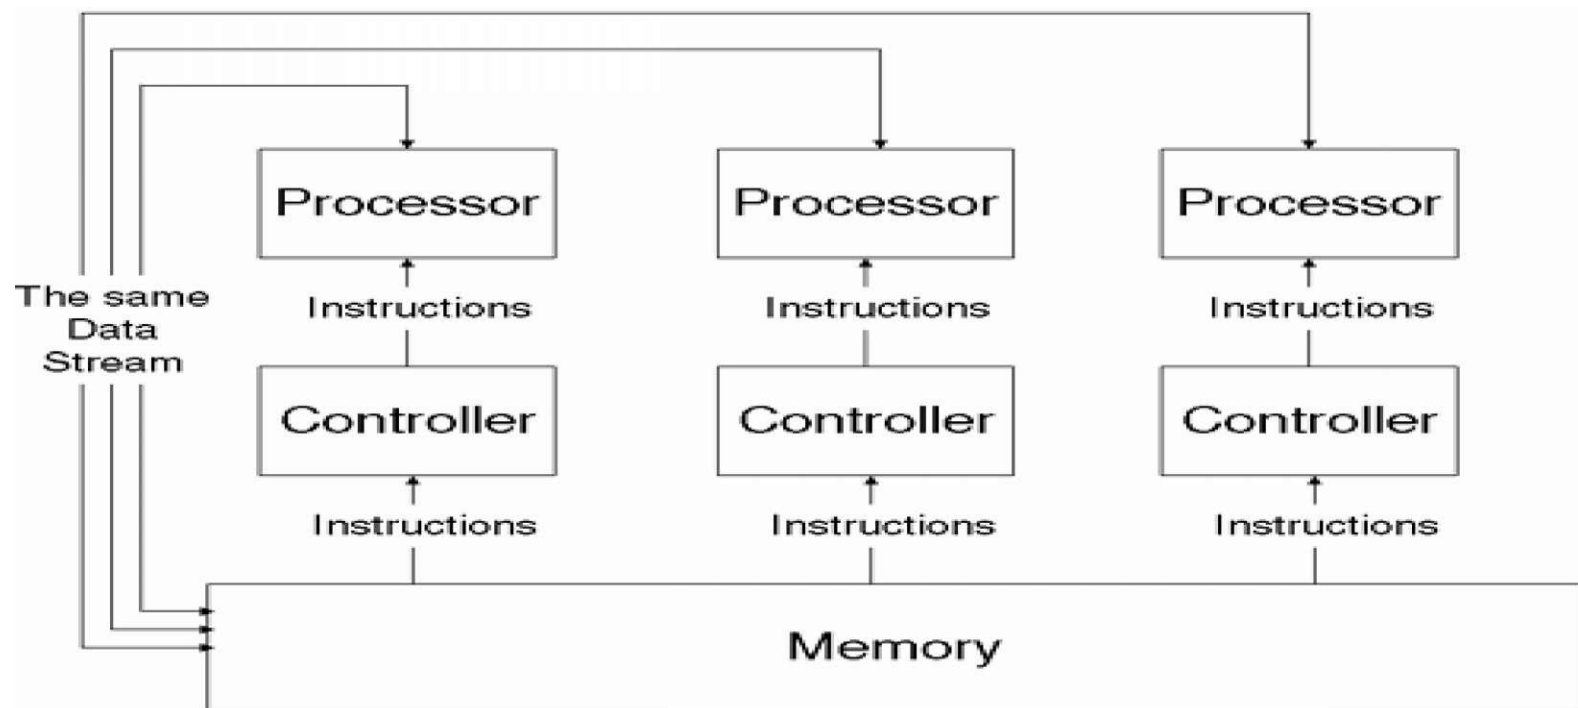 Processor
Processor
Processor
The same
Data
Stream
Instructions
Instructions
Instructions
Controller
Controller
Controller
Instructions
Instructions
Instructions
Memory